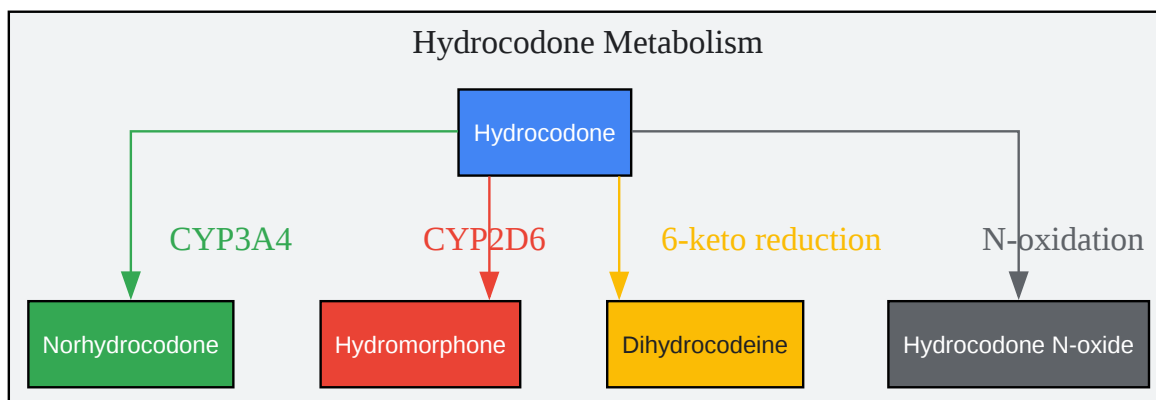 Hydrocodone Metabolism
Hydrocodone
CYP3A4
CYP2D6
6-keto reduction
N-oxidation
Norhydrocodone
Hydromorphone
Dihydrocodeine
Hydrocodone N-oxide